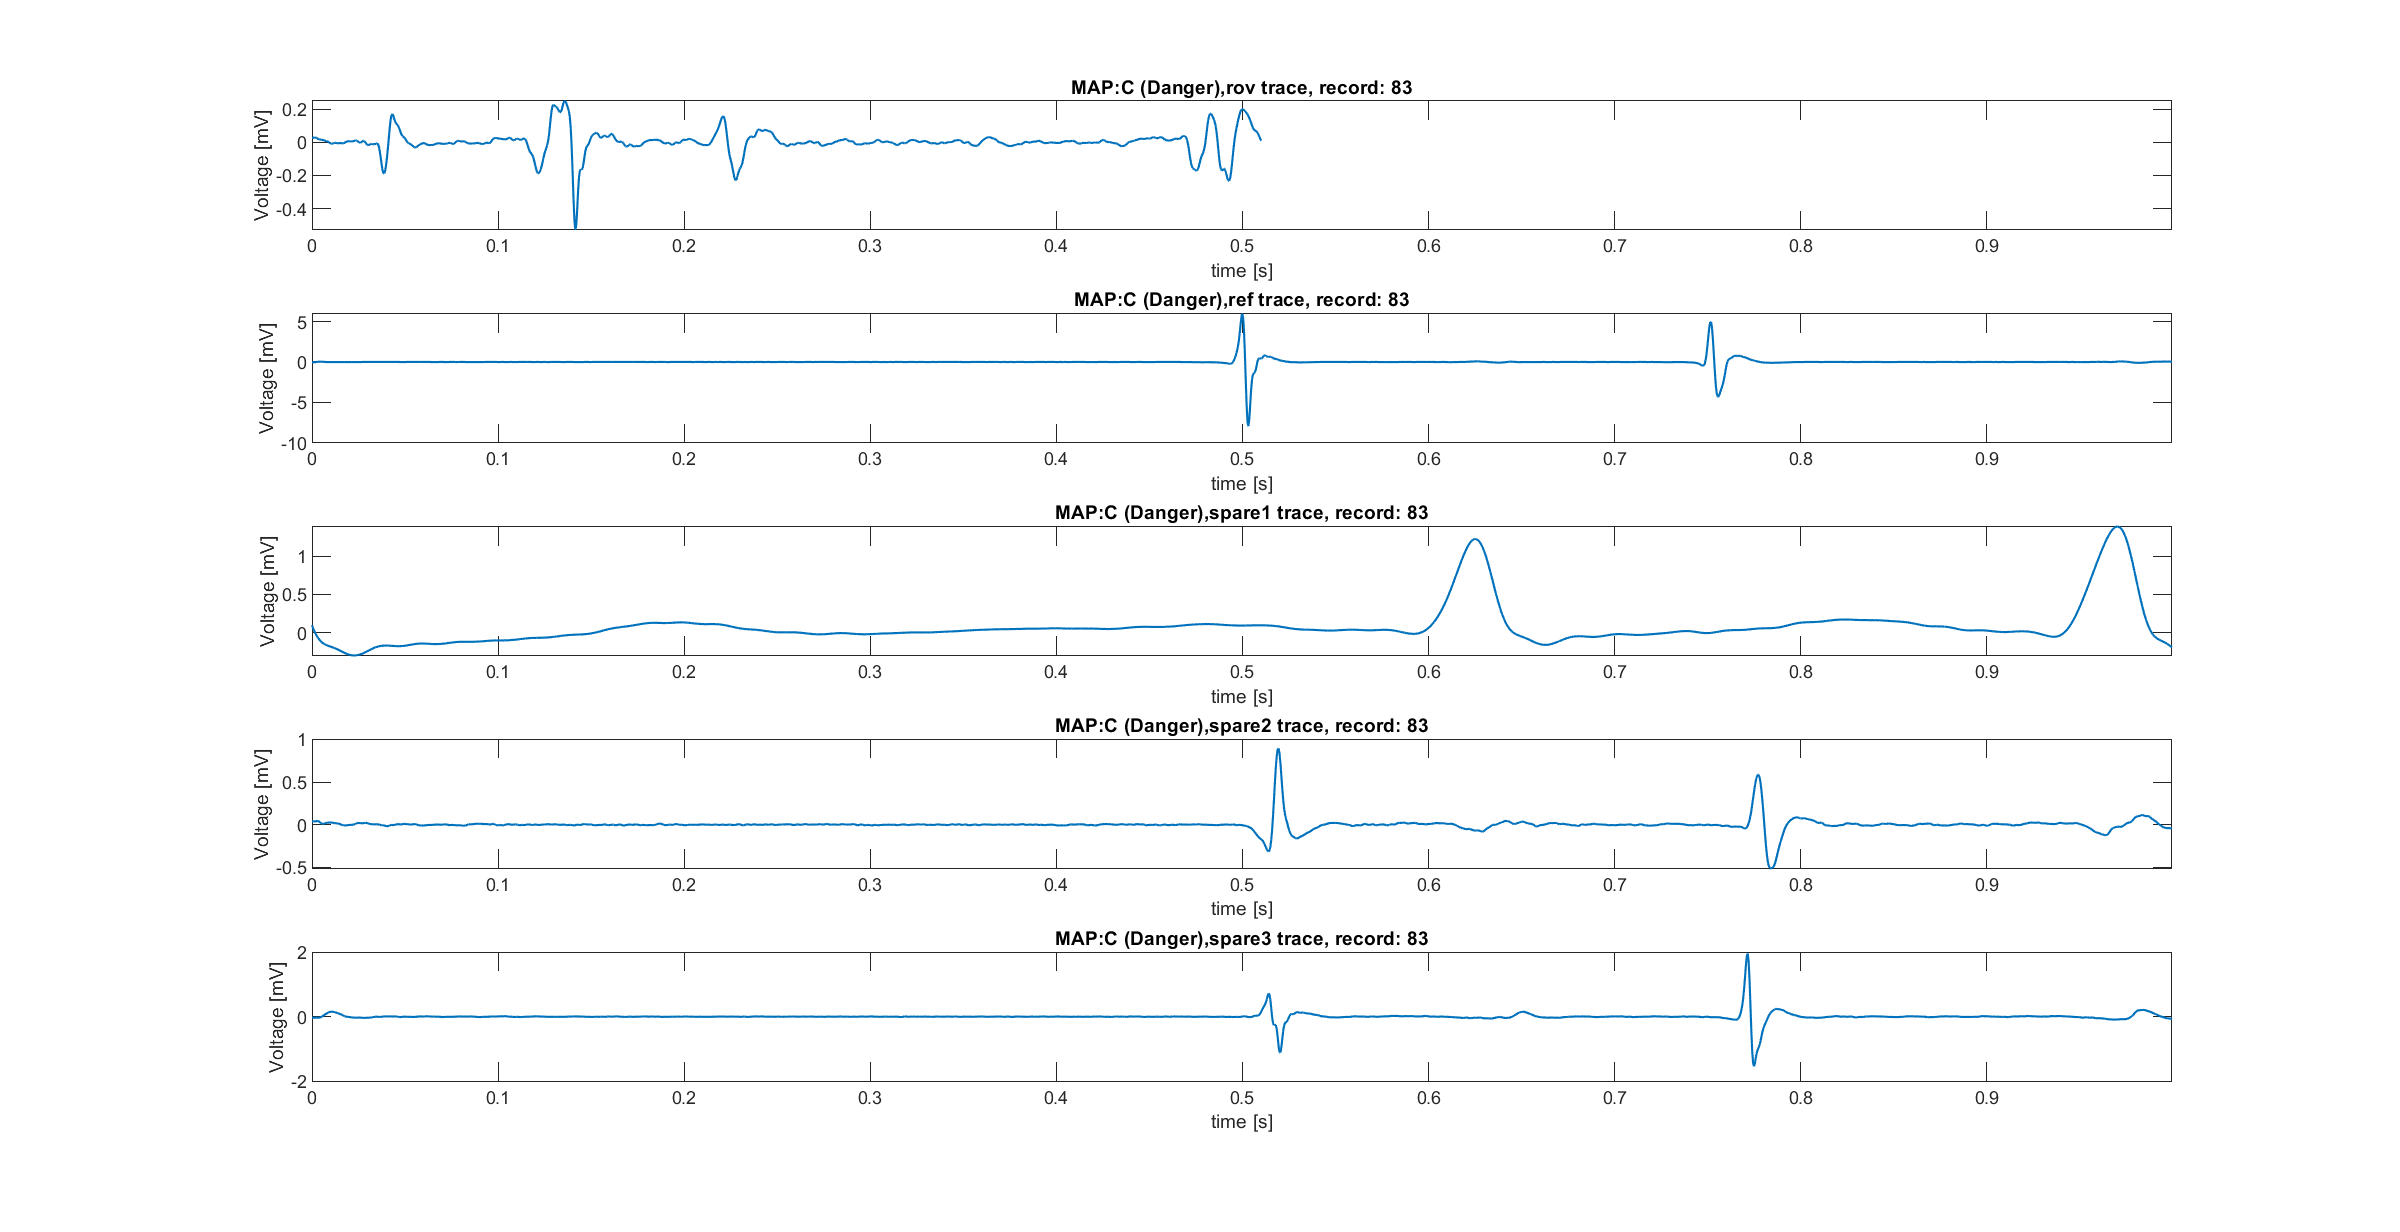 MAP:C (Danger),rov trace, record: 83
Voltage [mV]
0.2
0
-0.2
-0.4
0 0.1 0.2 0.3 0.4 0.5 0.6 0.7 0.8 0.9
time [s]
MAP:C (Danger),ref trace, record: 83
Voltage [mV]
5
0
-5
-10
0 0.1 0.2 0.3 0.4 0.5 0.6 0.7 0.8 0.9
time [s]
MAP:C (Danger),spare1 trace, record: 83
Voltage [mV]
1
0.5
0
0 0.1 0.2 0.3 0.4 0.5 0.6 0.7 0.8 0.9
time [s]
MAP:C (Danger),spare2 trace, record: 83
Voltage [mV]
1
0.5
0
-0.5
0 0.1 0.2 0.3 0.4 0.5 0.6 0.7 0.8 0.9
time [s]
MAP:C (Danger),spare3 trace, record: 83
Voltage [mV]
2
0
-2
0 0.1 0.2 0.3 0.4 0.5 0.6 0.7 0.8 0.9
time [s]